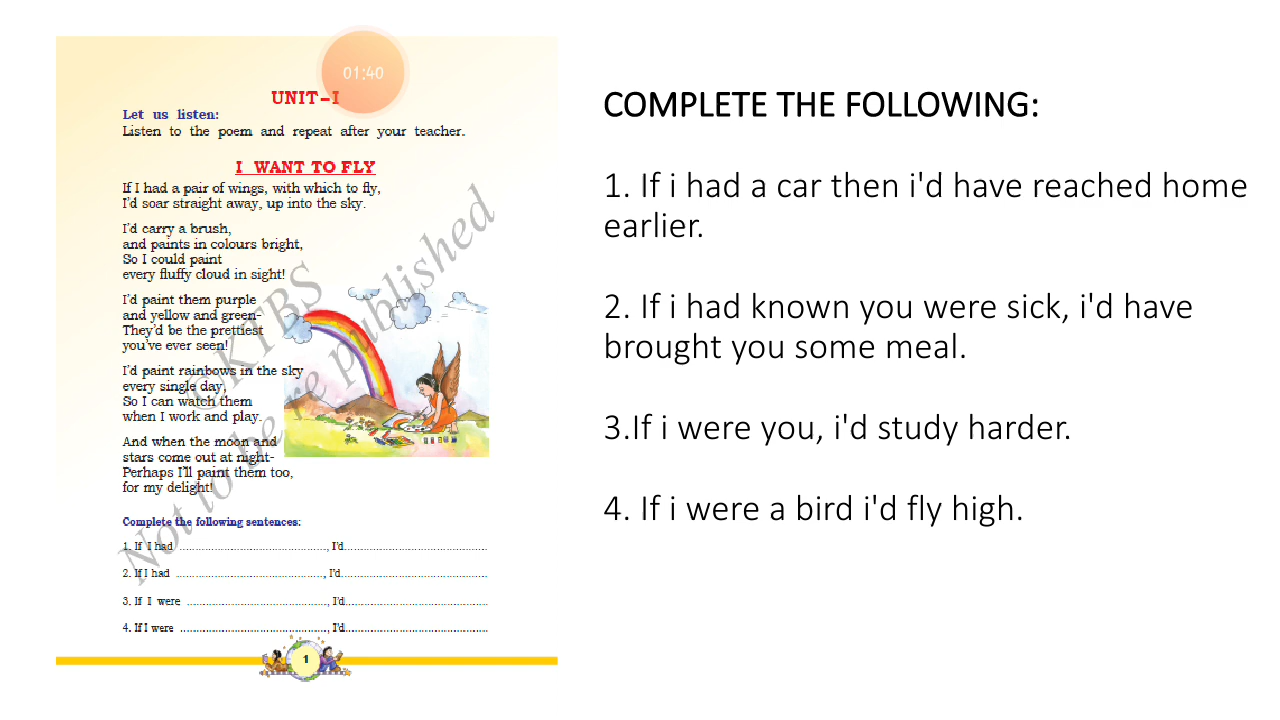 01:40
UNIT-I
Let us listen:
Listen to the poem and repeat after your teacher.
I WANT TO FLY
If I had a pair of wings, with which to fly,
I'd soar straight away, up into the sky.
I'd carry a brush,
and paints in colours bright,
So I could paint
every fluffy cloud in sight!
I'd paint them purple
and yellow and green-
They'd be the prettiest
you've ever seen!
I'd paint rainbows in the sky
every single day,
So I can watch them
when I work and play.
And when the moon and
stars come out at night-
Perhaps I'll paint them too,
for my delight!
Complete the following sentences:
1. If I had ............................................., I'd............................................
2. If I had ............................................., I'd............................................
3. If I were ............................................, I'd............................................
4. If I were ............................................., I'd............................................
1
©KTBS
Not to be re published
COMPLETE THE FOLLOWING:
1. If i had a car then i'd have reached home
earlier.
2. If i had known you were sick, i'd have
brought you some meal.
3.If i were you, i'd study harder.
4. If i were a bird i'd fly high.